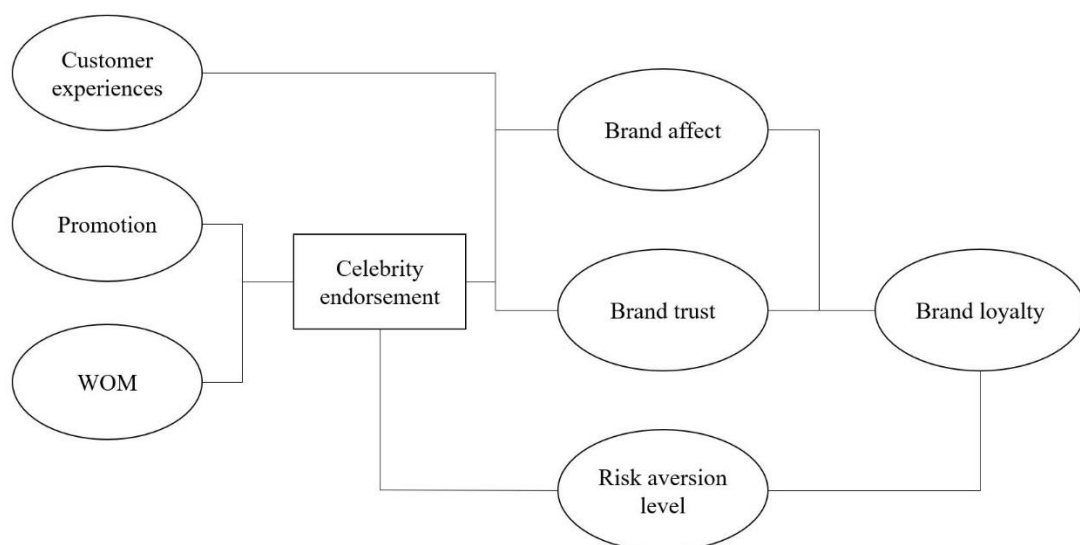 Customer
experiences
Brand affect
Promotion
Celebrity
endorsement
Brand trust
Brand loyalty
WOM
Risk aversion
level